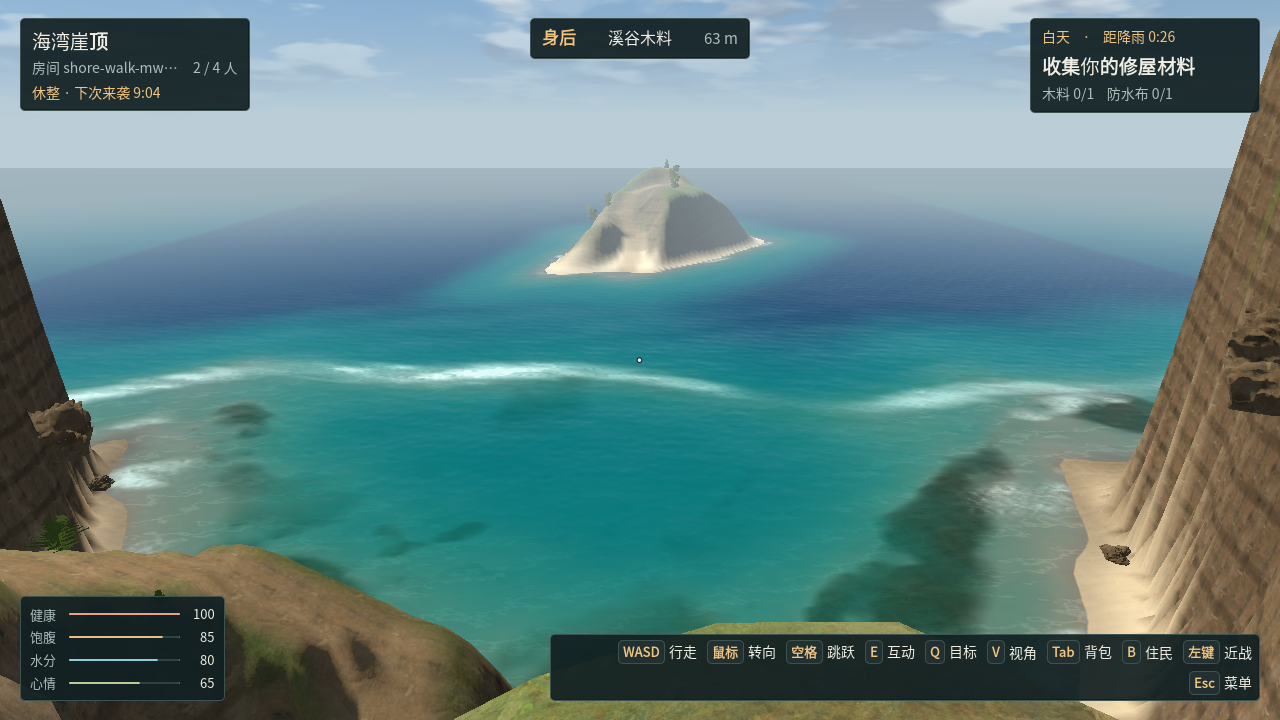 海湾崖顶
房间 shore-walk-mw… 2 / 4 人
休整 · 下次来袭 9:04
身后 溪谷木料 63 m
白天 · 距降雨 0:26
收集你的修屋材料
木料 0/1 防水布 0/1
健康 100
饱腹 85
水分 80
心情 65
WASD 行走 鼠标 转向 空格 跳跃 E 互动 Q 目标 V 视角 Tab 背包 B 住民 左键 近战
Esc 菜单